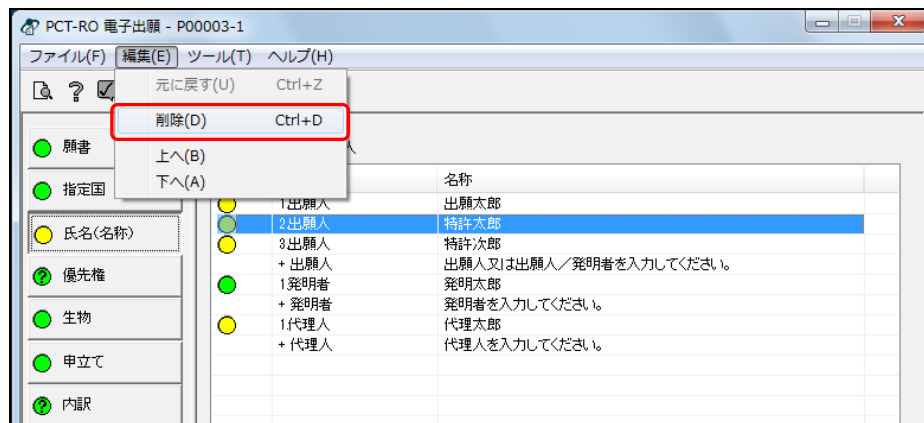 PCT-RO 電子出願 - P00003-1
ファイル(F) 編集(E) ツール(T) ヘルプ(H)
元に戻す(U) Ctrl+Z
削除(D) Ctrl+D
上へ(B)
下へ(A)
願書
指定国
氏名(名称)
優先権
生物
申立て
内訳
名称
1出願人 出願太郎
2出願人 特許太郎
3出願人 特許次郎
+ 出願人 出願人又は出願人／発明者を入力してください。
1発明者 発明太郎
+ 発明者 発明者を入力してください。
1代理人 代理太郎
+ 代理人 代理人を入力してください。